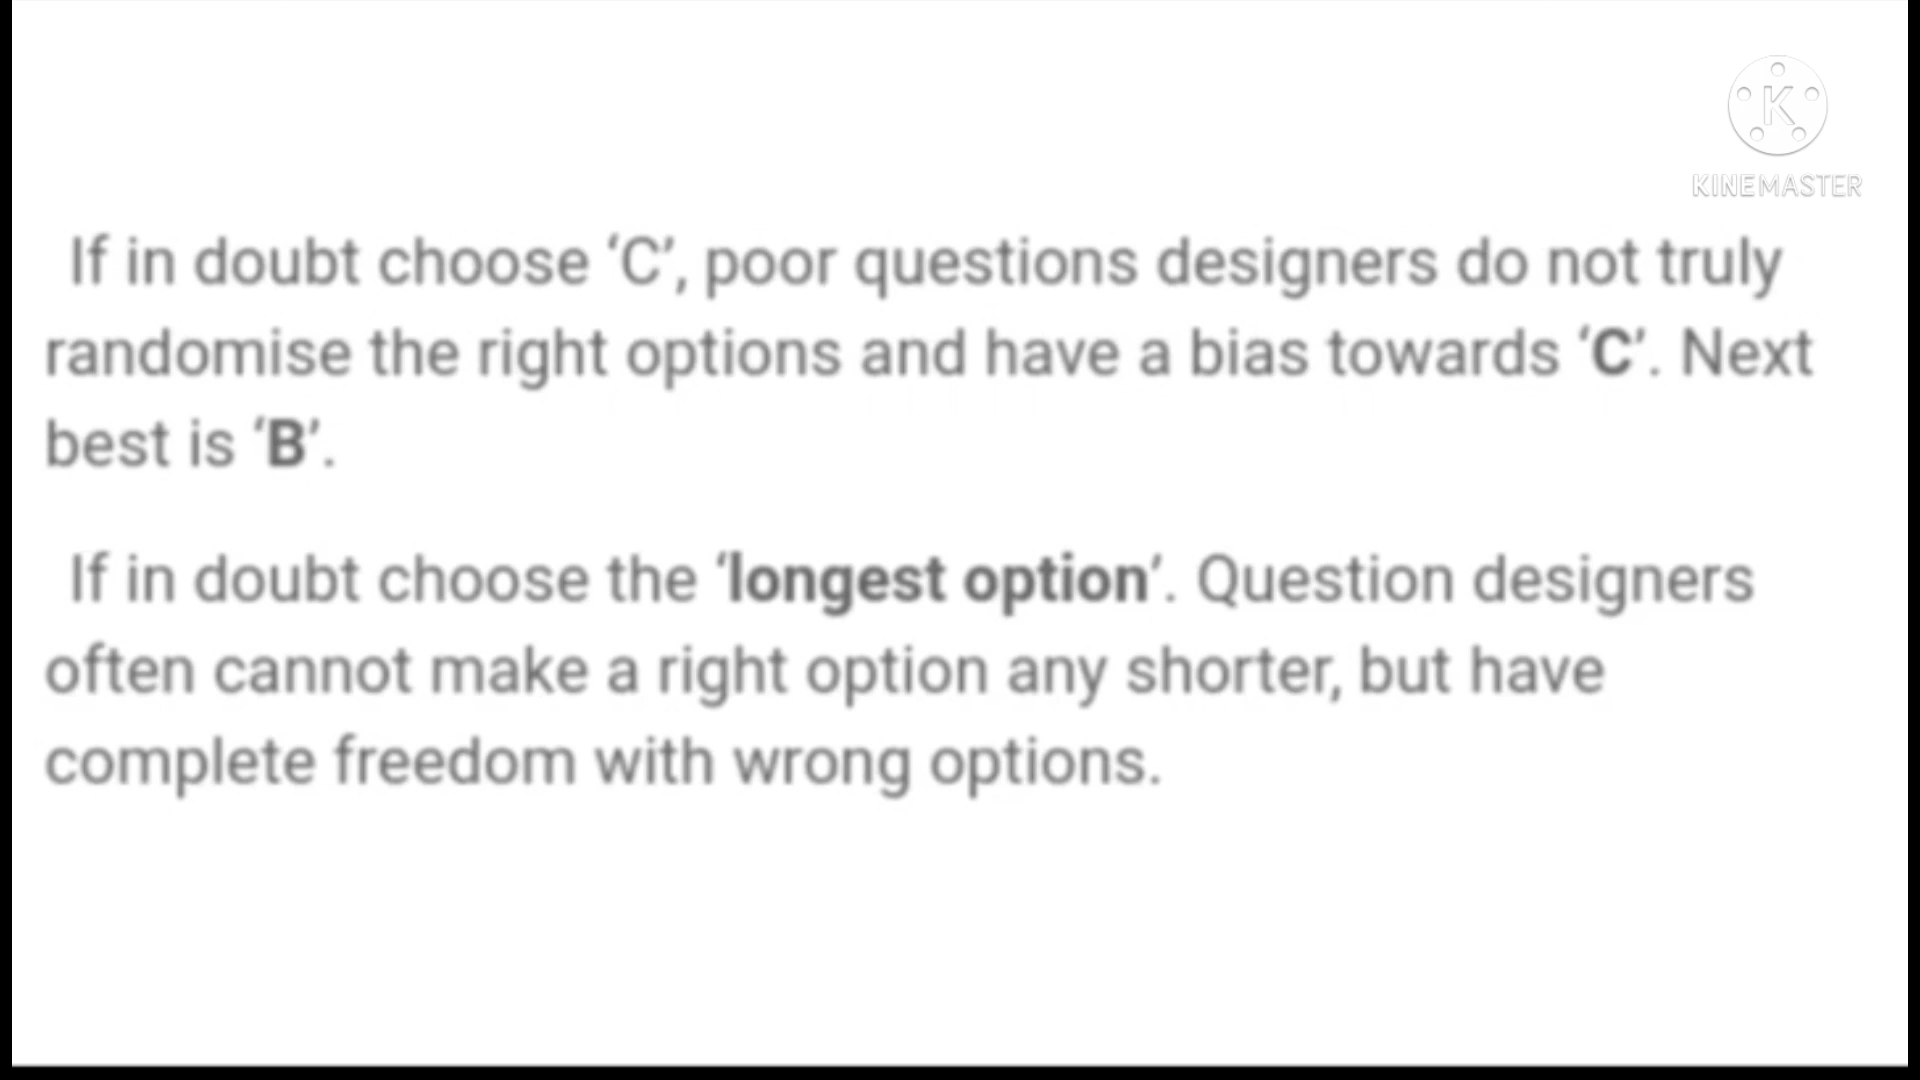 K
KINEMASTER
If in doubt choose ‘C’, poor questions designers do not truly
randomise the right options and have a bias towards ‘C’. Next
best is ‘B’.
If in doubt choose the ‘longest option’. Question designers
often cannot make a right option any shorter, but have
complete freedom with wrong options.